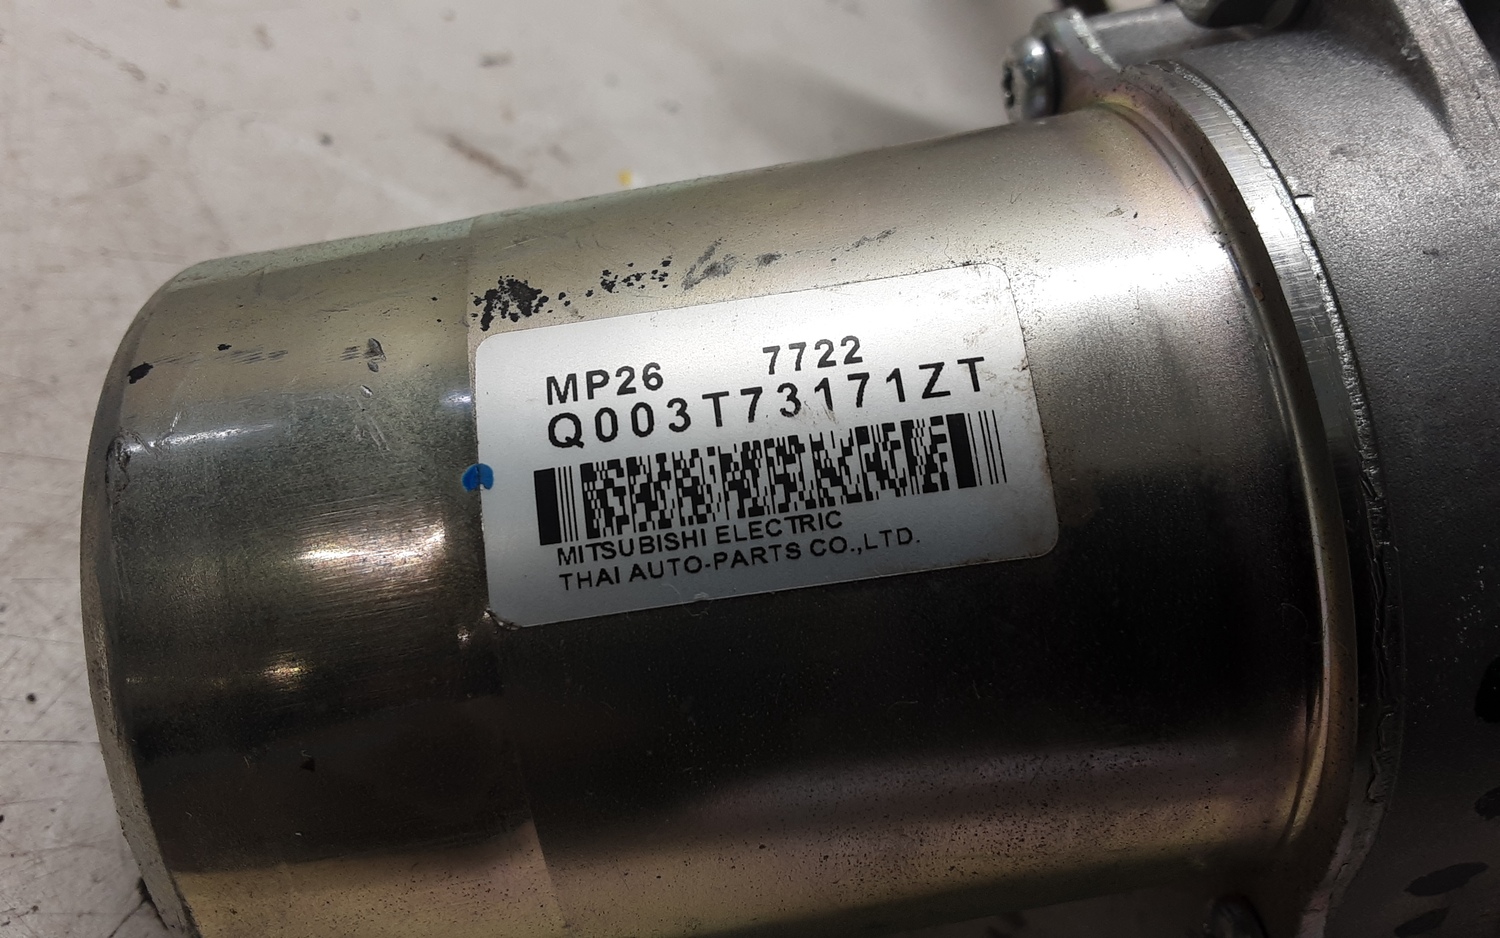 MP26 7722
Q003T73171ZT
MITSUBISHI ELECTRIC
THAI AUTO-PARTS CO.,LTD.